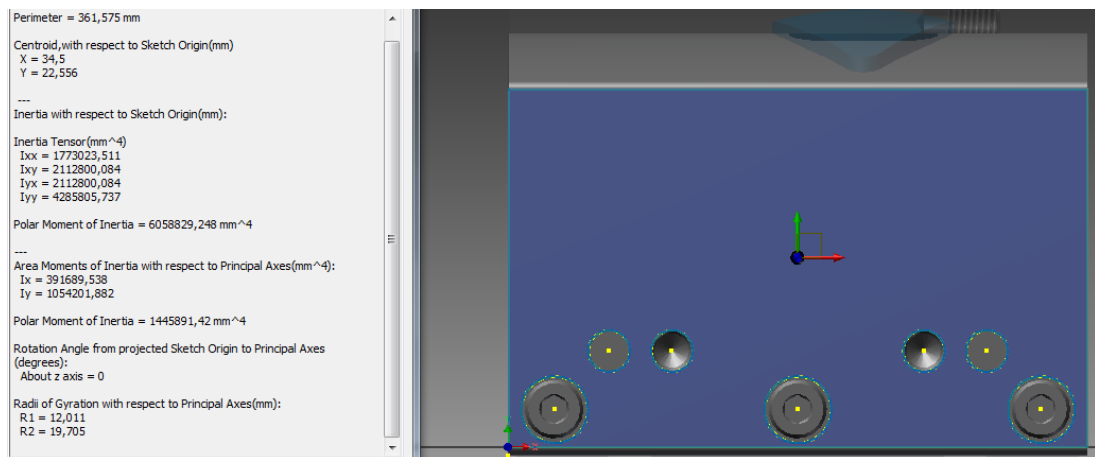 Perimeter = 361,575 mm
Centroid,with respect to Sketch Origin(mm)
X = 34,5
Y = 22,556
---
Inertia with respect to Sketch Origin(mm):
Inertia Tensor(mm^4)
Ixx = 1773023,511
Ixy = 2112800,084
Iyx = 2112800,084
Iyy = 4285805,737
Polar Moment of Inertia = 6058829,248 mm^4
---
Area Moments of Inertia with respect to Principal Axes(mm^4):
Ix = 391689,538
Iy = 1054201,882
Polar Moment of Inertia = 1445891,42 mm^4
Rotation Angle from projected Sketch Origin to Principal Axes
(degrees):
About z axis = 0
Radii of Gyration with respect to Principal Axes(mm):
R1 = 12,011
R2 = 19,705